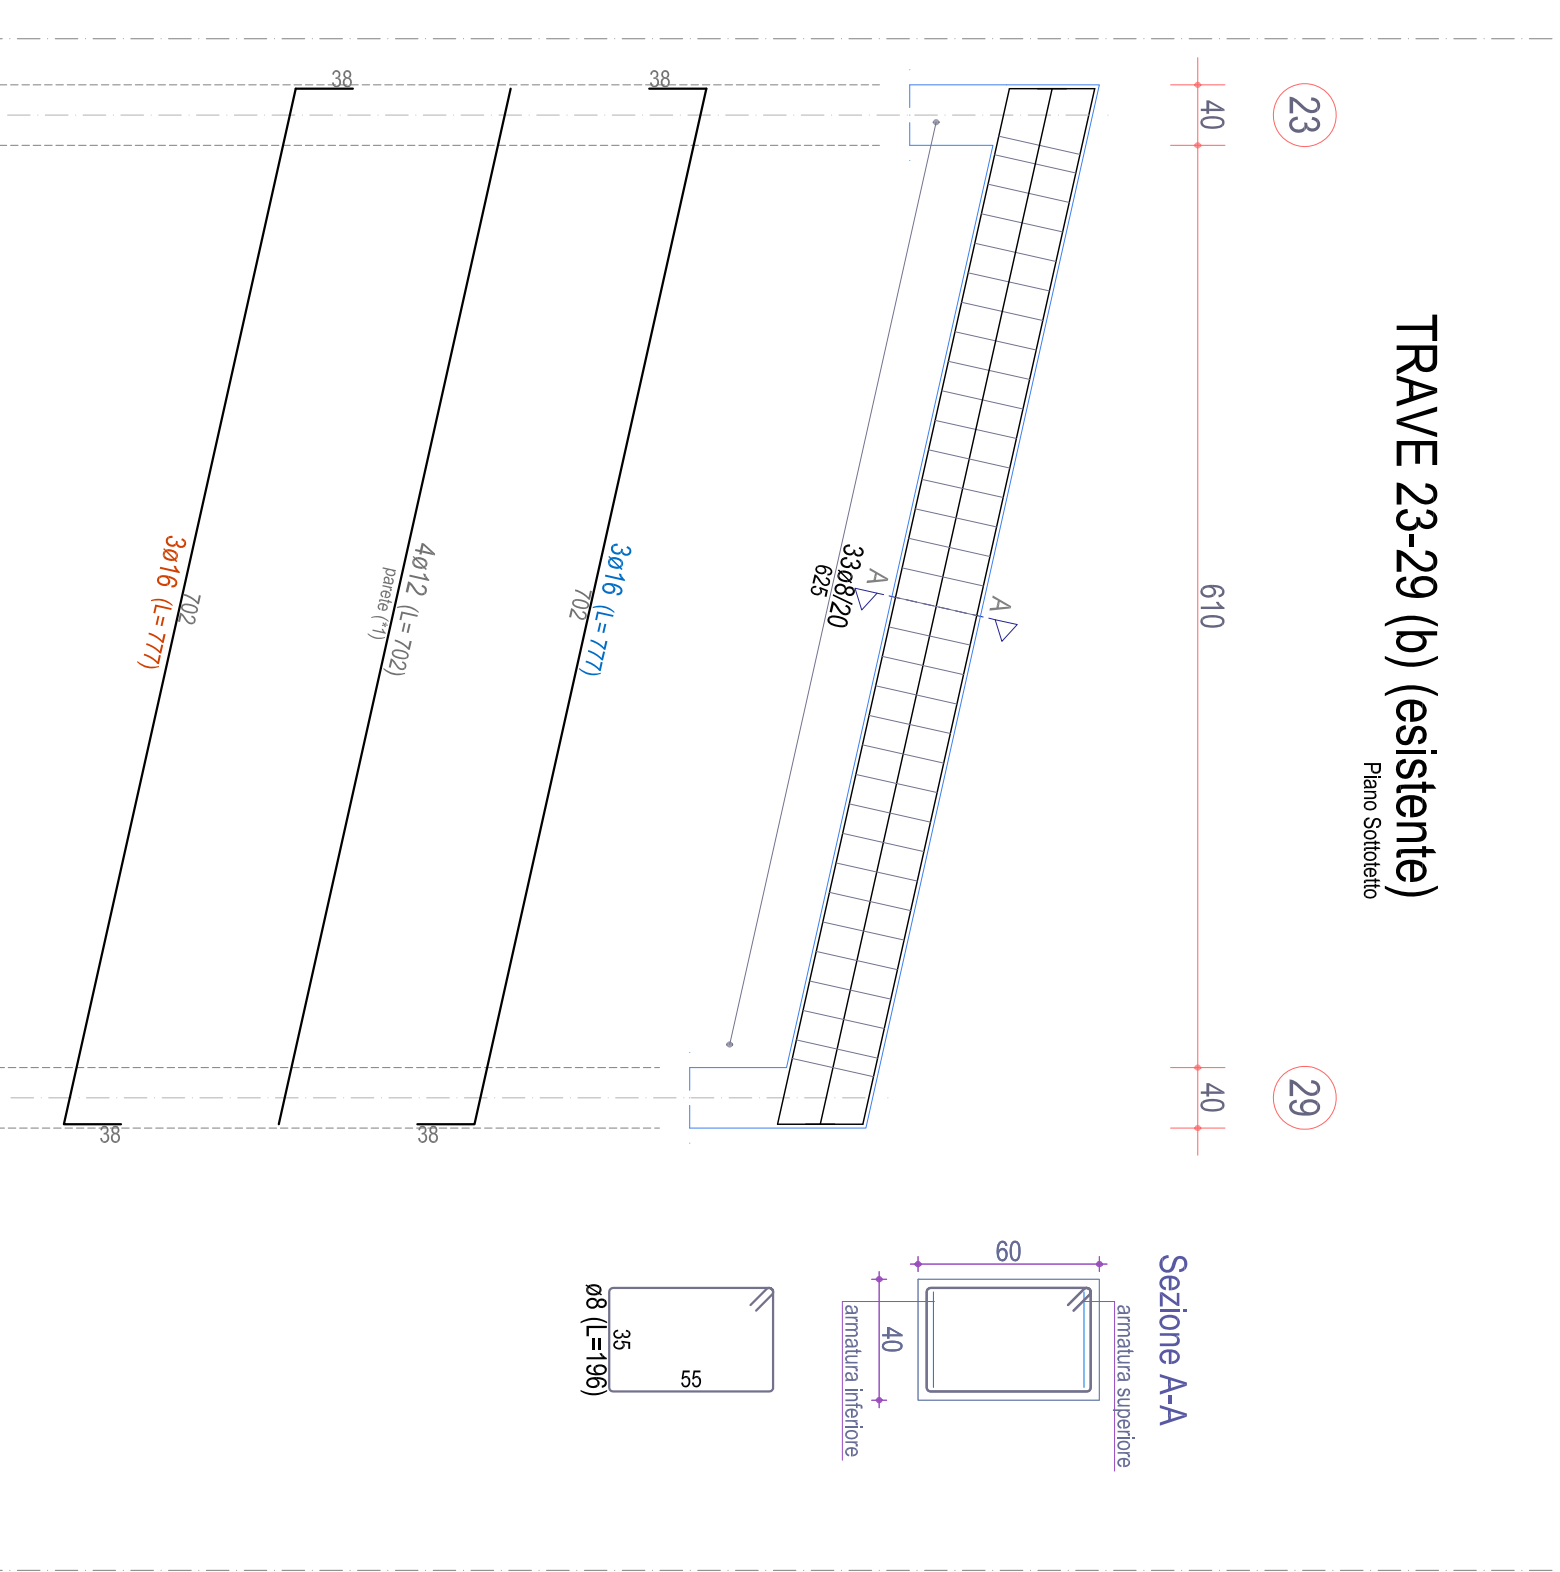 TRAVE 23-29 (b) (esistente)
Piano Sottotetto
23
29
40
610
40
A
A
33ø8/20
625
3ø16 (L=777)
702
38
38
4ø12 (L=702)
parete (*1)
3ø16 (L=777)
702
38
38
Sezione A-A
armatura superiore
60
40
armatura inferiore
55
35
ø8 (L=196)